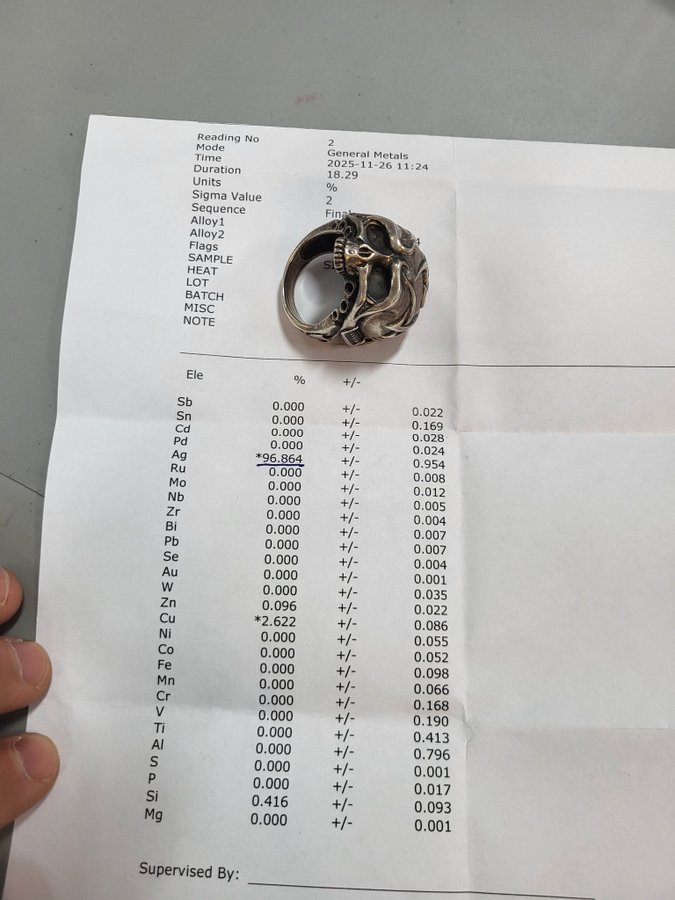 Reading No 2
Mode General Metals
Time 2025-11-26 11:24
Duration 18.29
Units %
Sigma Value 2
Sequence Final
Alloy1
Alloy2
Flags
SAMPLE
HEAT
LOT
BATCH
MISC
NOTE
Ele % +/-
Sb 0.000 +/- 0.022
Sn 0.000 +/- 0.169
Cd 0.000 +/- 0.028
Pd 0.000 +/- 0.024
Ag *96.864 +/- 0.954
Ru 0.000 +/- 0.008
Mo 0.000 +/- 0.012
Nb 0.000 +/- 0.005
Zr 0.000 +/- 0.004
Bi 0.000 +/- 0.007
Pb 0.000 +/- 0.007
Se 0.000 +/- 0.004
Au 0.000 +/- 0.001
W 0.000 +/- 0.035
Zn 0.096 +/- 0.022
Cu *2.622 +/- 0.086
Ni 0.000 +/- 0.055
Co 0.000 +/- 0.052
Fe 0.000 +/- 0.098
Mn 0.000 +/- 0.066
Cr 0.000 +/- 0.168
V 0.000 +/- 0.190
Ti 0.000 +/- 0.413
Al 0.000 +/- 0.796
S 0.000 +/- 0.001
P 0.000 +/- 0.017
Si 0.416 +/- 0.093
Mg 0.000 +/- 0.001
Supervised By: